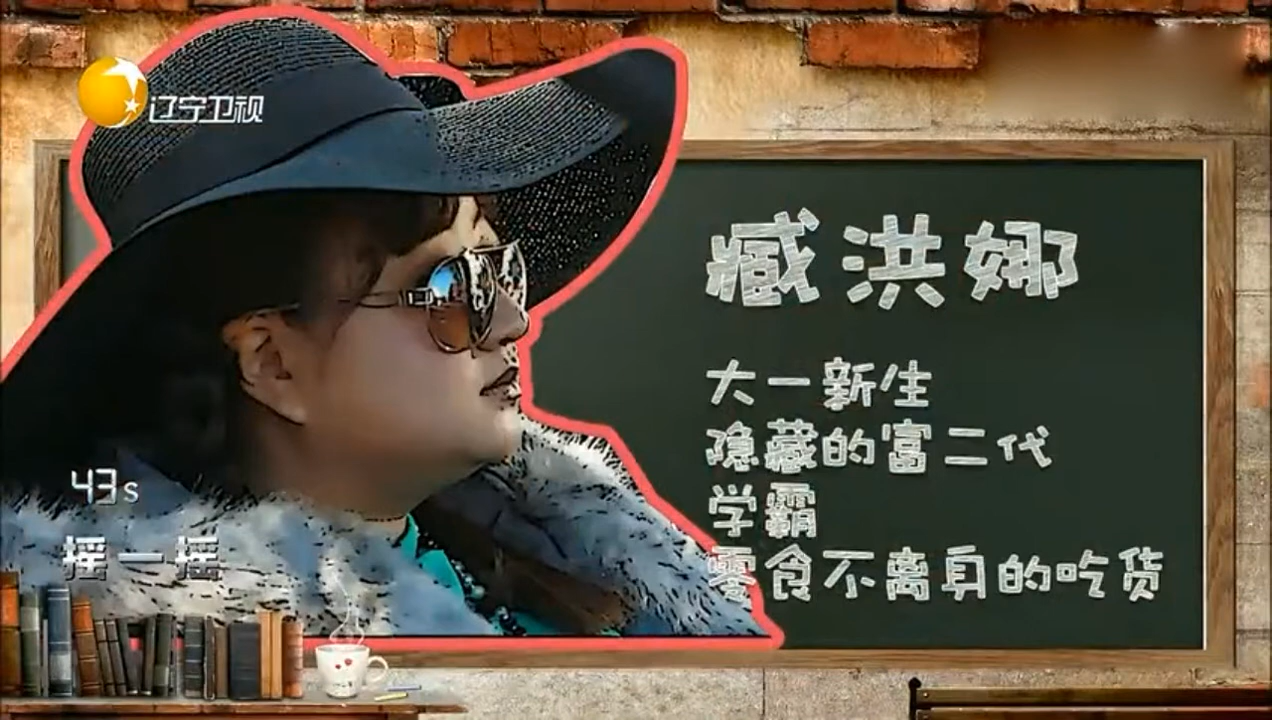 辽宁卫视
臧洪娜
大一新生
隐藏的富二代
学霸
零食不离身的吃货
43s
摇一摇